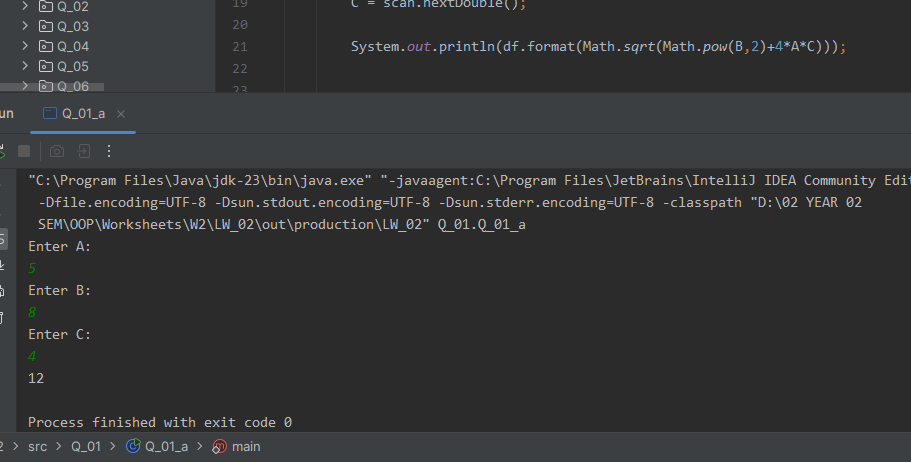 Q_02
Q_03
Q_04
Q_05
Q_06
19 C = scan.nextDouble();
20
21 System.out.println(df.format(Math.sqrt(Math.pow(B,2)+4*A*C)));
22
23
un Q_01_a
"C:\Program Files\Java\jdk-23\bin\java.exe" "-javaagent:C:\Program Files\JetBrains\IntelliJ IDEA Community Edi
-Dfile.encoding=UTF-8 -Dsun.stdout.encoding=UTF-8 -Dsun.stderr.encoding=UTF-8 -classpath "D:\02 YEAR 02
SEM\OOP\Worksheets\W2\LW_02\out\production\LW_02" Q_01.Q_01_a
Enter A:
5
Enter B:
8
Enter C:
4
12
Process finished with exit code 0
2 > src > Q_01 > Q_01_a > main